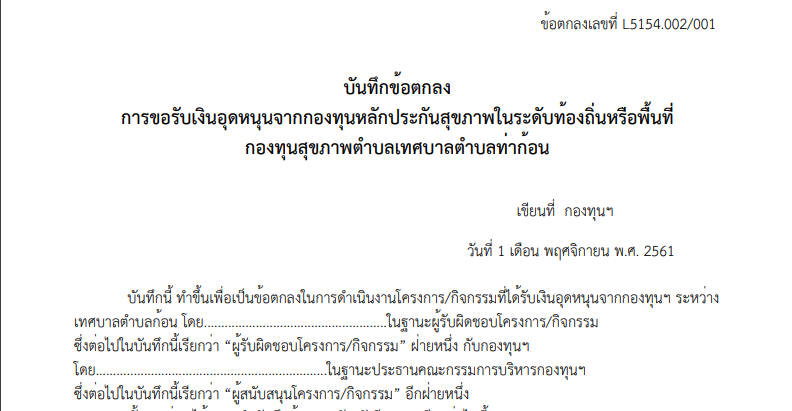 ข้อตกลงเลขที่ L5154.002/001
บันทึกข้อตกลง
การขอรับเงินอุดหนุนจากกองทุนหลักประกันสุขภาพในระดับท้องถิ่นหรือพื้นที่
กองทุนสุขภาพตำบลเทศบาลตำบลท่าก้อน
เขียนที่ กองทุนฯ
วันที่ 1 เดือน พฤศจิกายน พ.ศ. 2561
บันทึกนี้ ทำขึ้นเพื่อเป็นข้อตกลงในการดำเนินงานโครงการ/กิจกรรมที่ได้รับเงินอุดหนุนจากกองทุนฯ ระหว่าง
เทศบาลตำบลก้อน โดย..................................................ในฐานะผู้รับผิดชอบโครงการ/กิจกรรม
ซึ่งต่อไปในบันทึกนี้เรียกว่า “ผู้รับผิดชอบโครงการ/กิจกรรม” ฝ่ายหนึ่ง กับกองทุนฯ
โดย...............................................................ในฐานะประธานคณะกรรมการบริหารกองทุนฯ
ซึ่งต่อไปในบันทึกนี้เรียกว่า “ผู้สนับสนุนโครงการ/กิจกรรม” อีกฝ่ายหนึ่ง